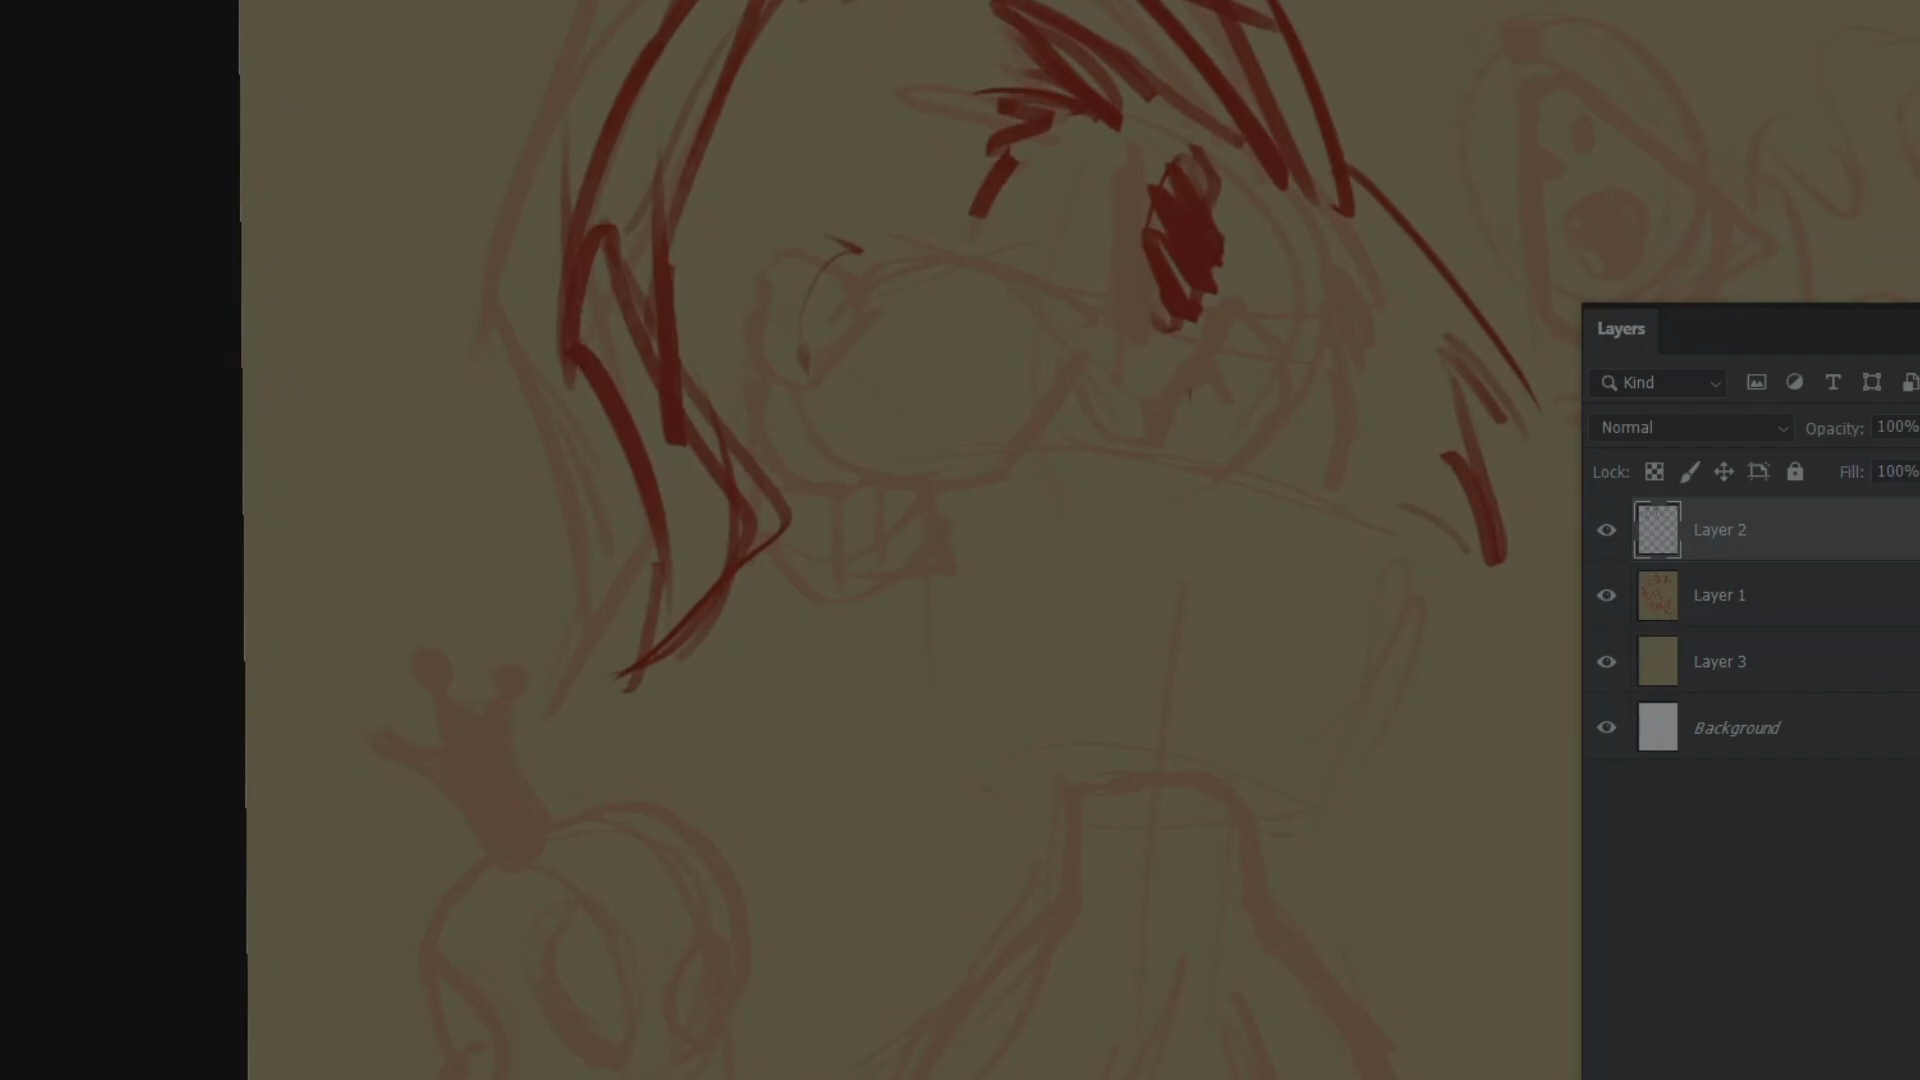 Layers
Kind
Normal Opacity: 100%
Lock: Fill: 100%
Layer 2
Layer 1
Layer 3
Background